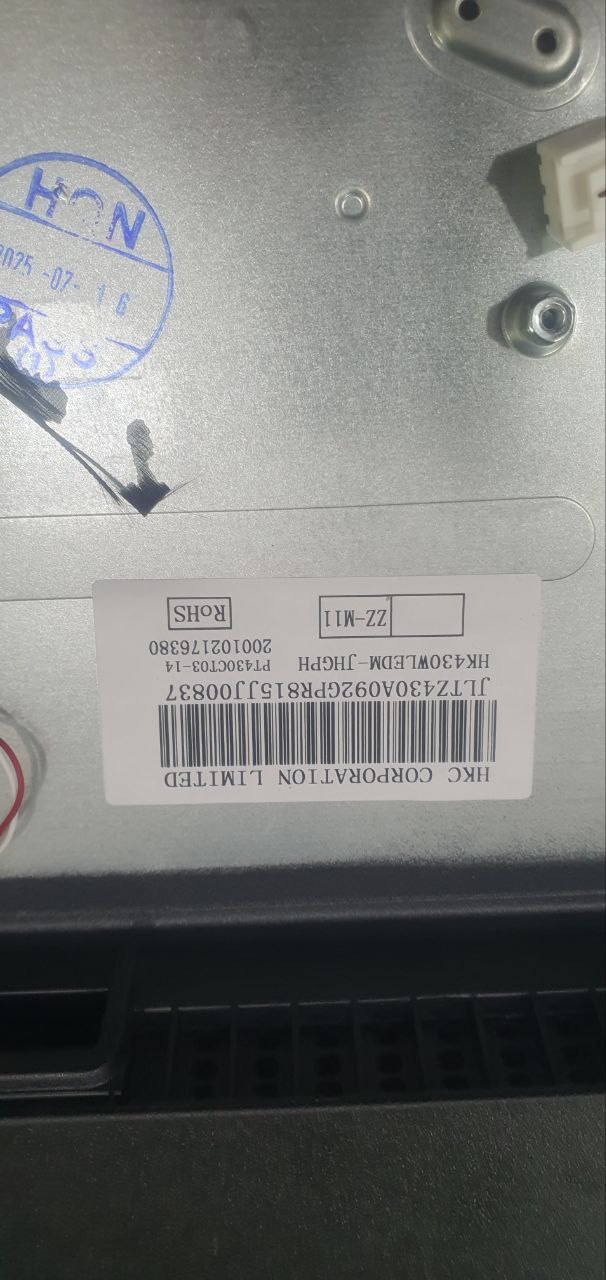 HKC CORPORATION LIMITED
JLTZ430A092GPR815JJ00837
HK430WLEDM-JHGPH PT430CT03-14
200102176380
ZZ-M11
RoHS
2025-07-16